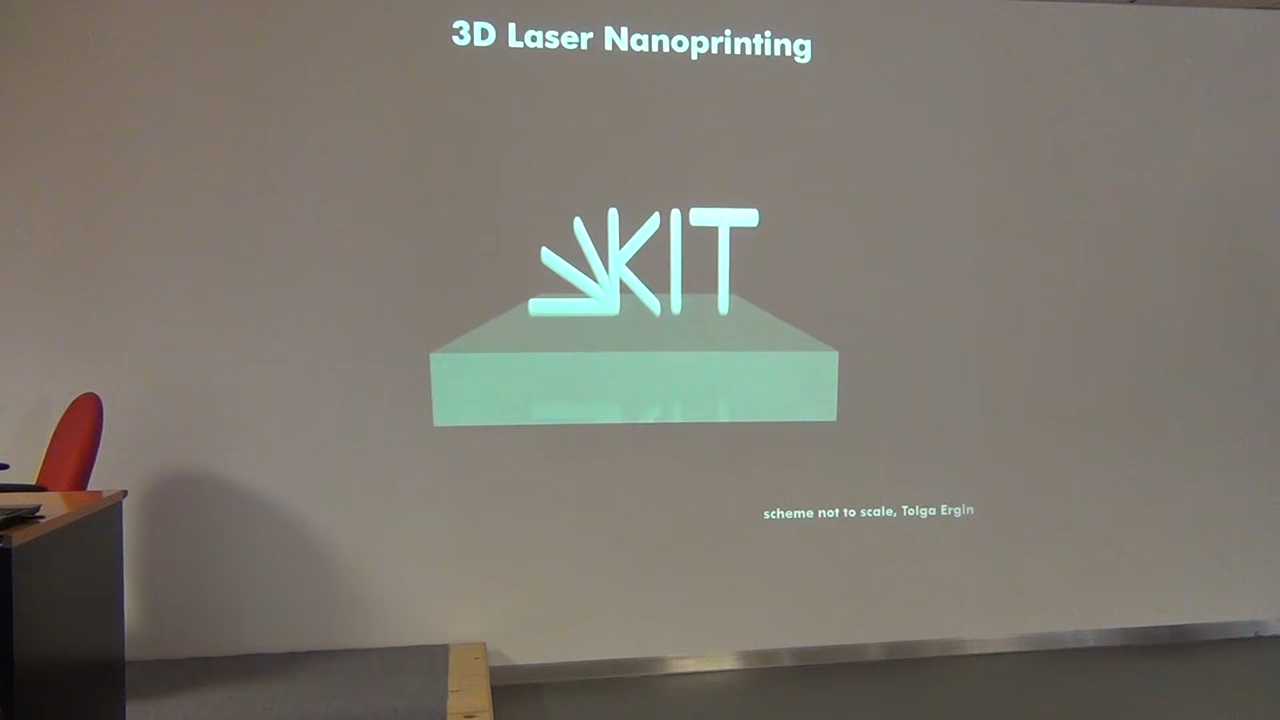 3D Laser Nanoprinting
KIT
scheme not to scale, Tolga Ergin